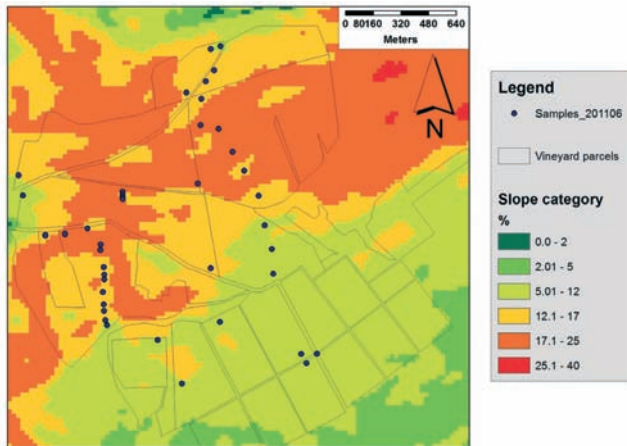 0 80160 320 480 640
Meters
N
Legend
Samples_201106
Vineyard parcels
Slope category
%
0.0 - 2
2.01 - 5
5.01 - 12
12.1 - 17
17.1 - 25
25.1 - 40